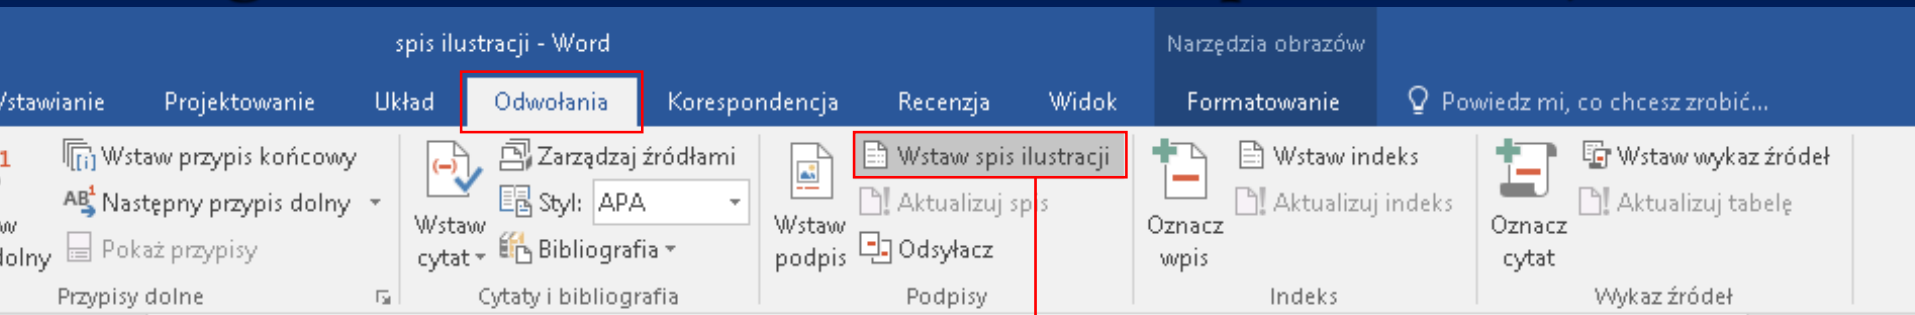 spis ilustracji - Word
Narzędzia obrazów
Wstawianie Projektowanie Układ Odwołania Korespondencja Recenzja Widok Formatowanie Powiedz mi, co chcesz zrobić...
Wstaw przypis końcowy
Następny przypis dolny
Pokaż przypisy
dolny
Przypisy dolne
Wstaw cytat
Zarządzaj źródłami
Styl: APA
Bibliografia
Cytaty i bibliografia
Wstaw podpis
Wstaw spis ilustracji
Aktualizuj spis
Odsyłacz
Podpisy
Oznacz wpis
Wstaw indeks
Aktualizuj indeks
Indeks
Oznacz cytat
Wstaw wykaz źródeł
Aktualizuj tabelę
Wykaz źródeł